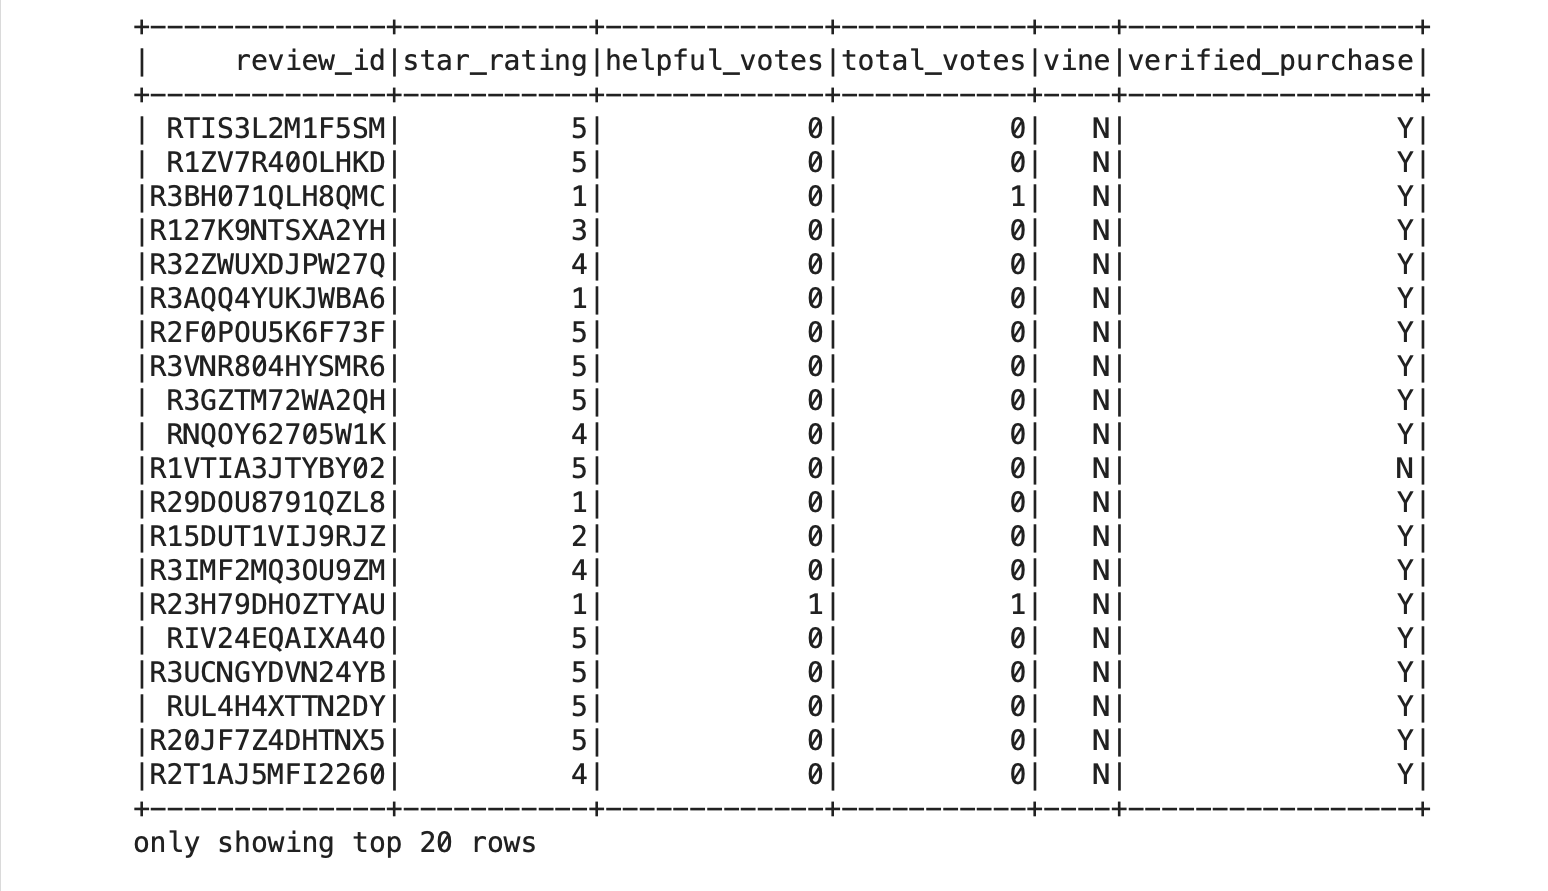 +--------------+-----------+-------------+-----------+----+-----------------+
|     review_id|star_rating|helpful_votes|total_votes|vine|verified_purchase|
+--------------+-----------+-------------+-----------+----+-----------------+
| RTIS3L2M1F5SM|          5|            0|          0|   N|                Y|
| R1ZV7R40OLHKD|          5|            0|          0|   N|                Y|
|R3BH071QLH8QMC|          1|            0|          1|   N|                Y|
|R127K9NTSXA2YH|          3|            0|          0|   N|                Y|
|R32ZWUXDJPW27Q|          4|            0|          0|   N|                Y|
|R3AQQ4YUKJWBA6|          1|            0|          0|   N|                Y|
|R2F0POU5K6F73F|          5|            0|          0|   N|                Y|
|R3VNR804HYSMR6|          5|            0|          0|   N|                Y|
| R3GZTM72WA2QH|          5|            0|          0|   N|                Y|
| RNQOY62705W1K|          4|            0|          0|   N|                Y|
|R1VTIA3JTYBY02|          5|            0|          0|   N|                N|
|R29DOU8791QZL8|          1|            0|          0|   N|                Y|
|R15DUT1VIJ9RJZ|          2|            0|          0|   N|                Y|
|R3IMF2MQ3OU9ZM|          4|            0|          0|   N|                Y|
|R23H79DHOZTYAU|          1|            1|          1|   N|                Y|
| RIV24EQAIXA4O|          5|            0|          0|   N|                Y|
|R3UCNGYDVN24YB|          5|            0|          0|   N|                Y|
| RUL4H4XTTN2DY|          5|            0|          0|   N|                Y|
|R20JF7Z4DHTNX5|          5|            0|          0|   N|                Y|
|R2T1AJ5MFI2260|          4|            0|          0|   N|                Y|
+--------------+-----------+-------------+-----------+----+-----------------+
only showing top 20 rows